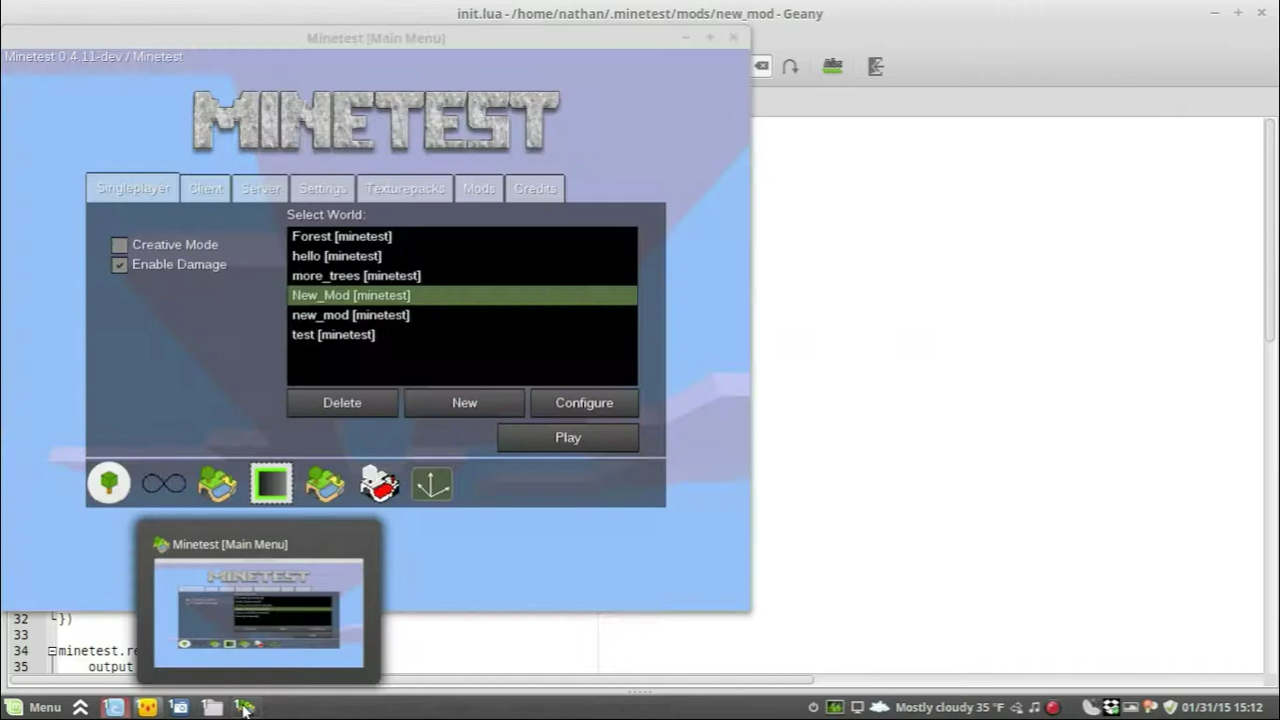 init.lua - /home/nathan/.minetest/mods/new_mod - Geany
Minetest [Main Menu]
Minetest 0.4.11-dev / Minetest
MINETEST
Singleplayer Client Server Settings Texturepacks Mods Credits
Select World:
Creative Mode
Enable Damage
Forest [minetest]
hello [minetest]
more_trees [minetest]
New_Mod [minetest]
new_mod [minetest]
test [minetest]
Delete New Configure
Play
Minetest [Main Menu]
MINETEST
32 })
33
34 minetest.re
35 output
Menu
Mostly cloudy 35 °F
01/31/15 15:12